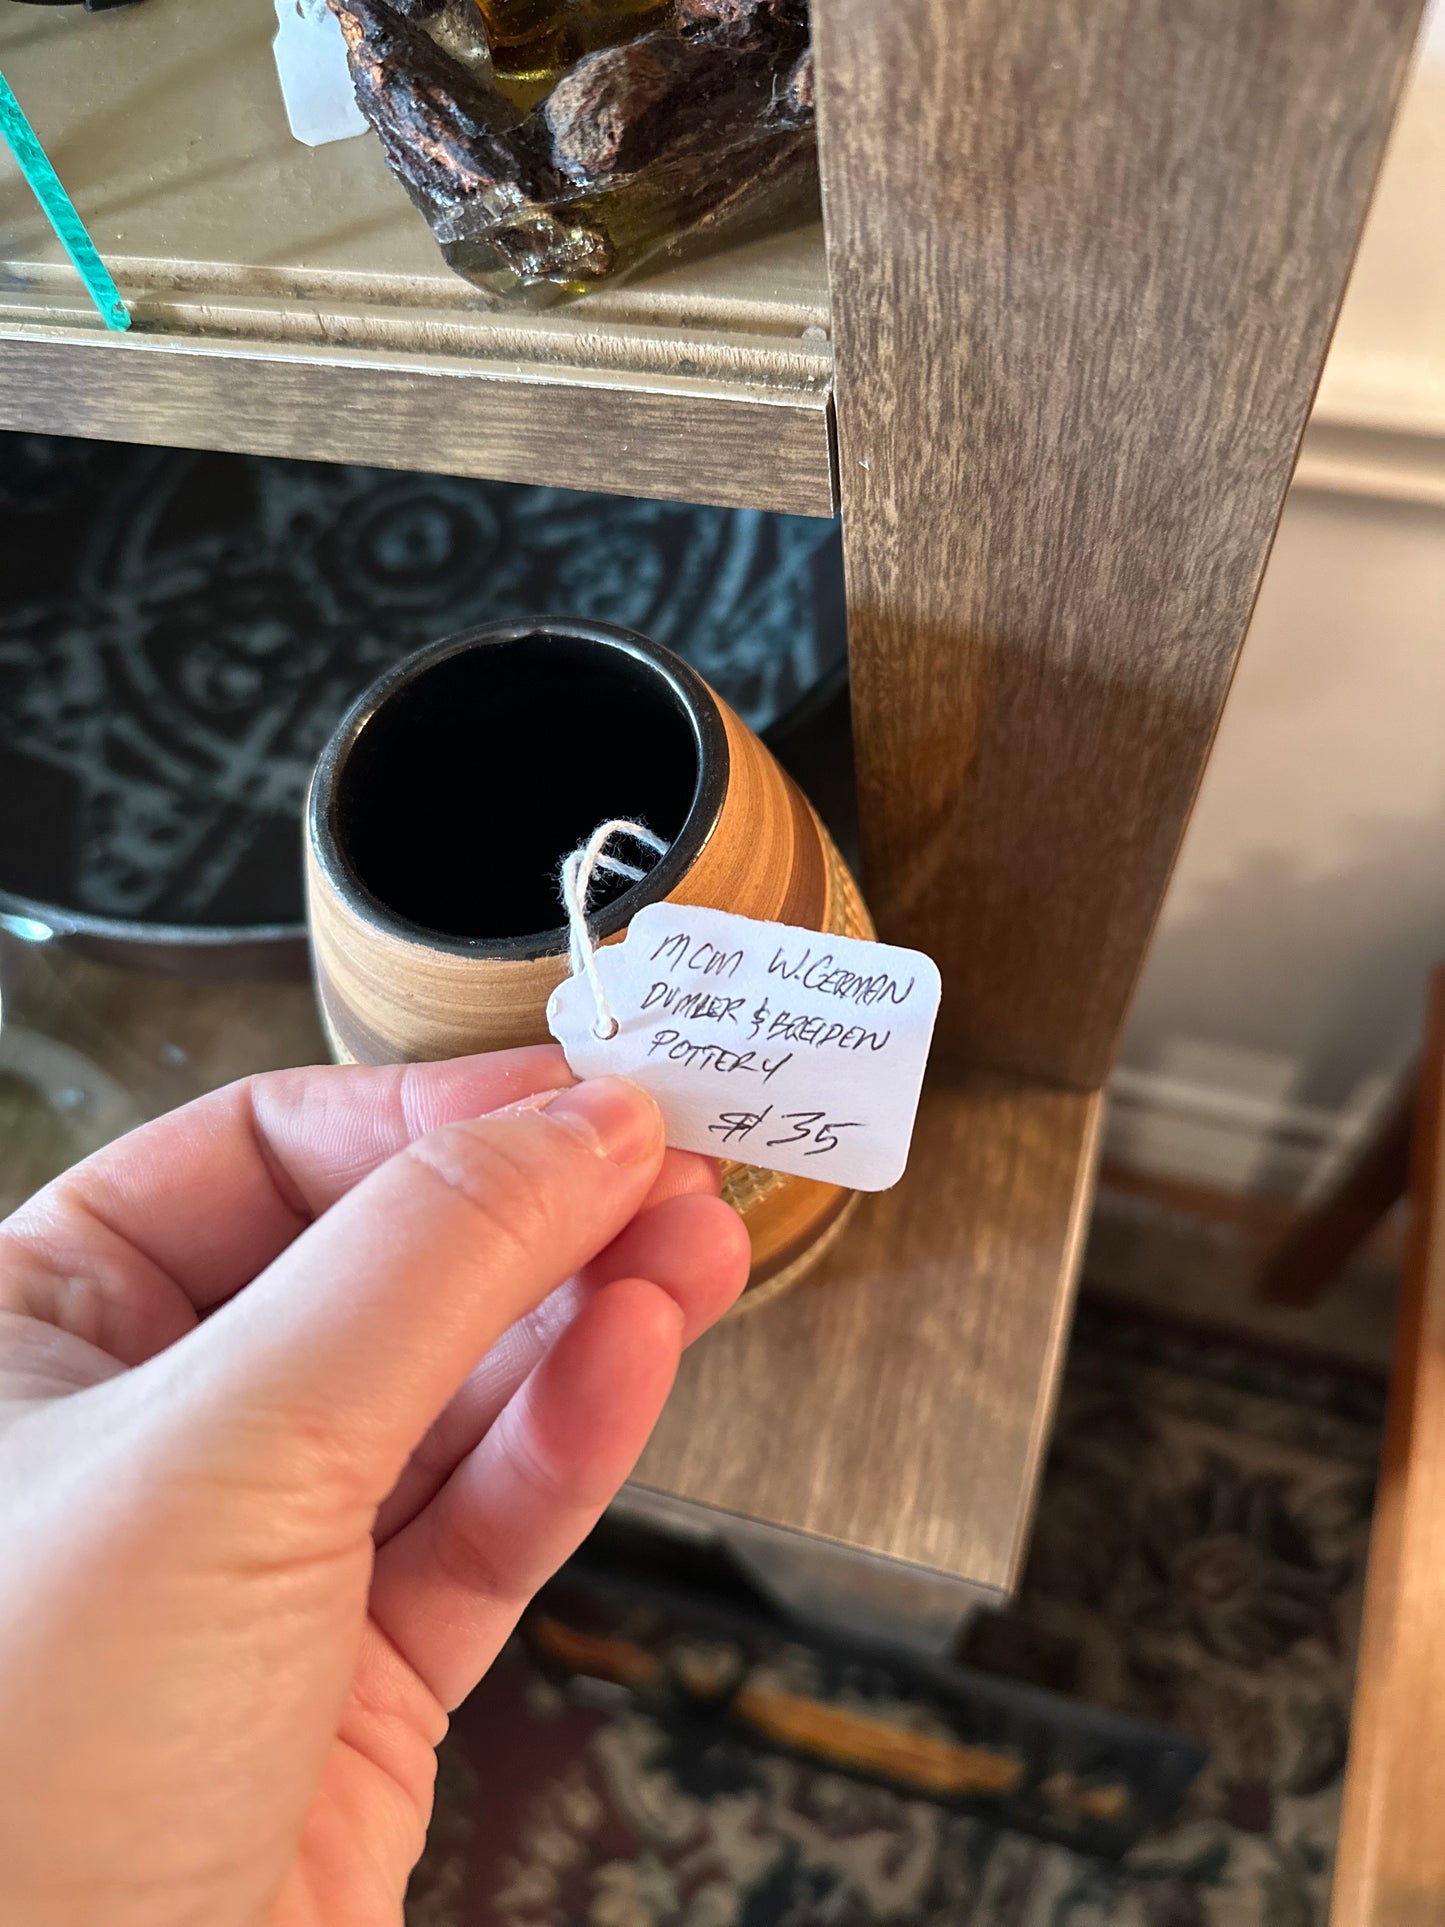 MCM W.GERMAN
DUMLER & BREIDEN
POTTERY
$35